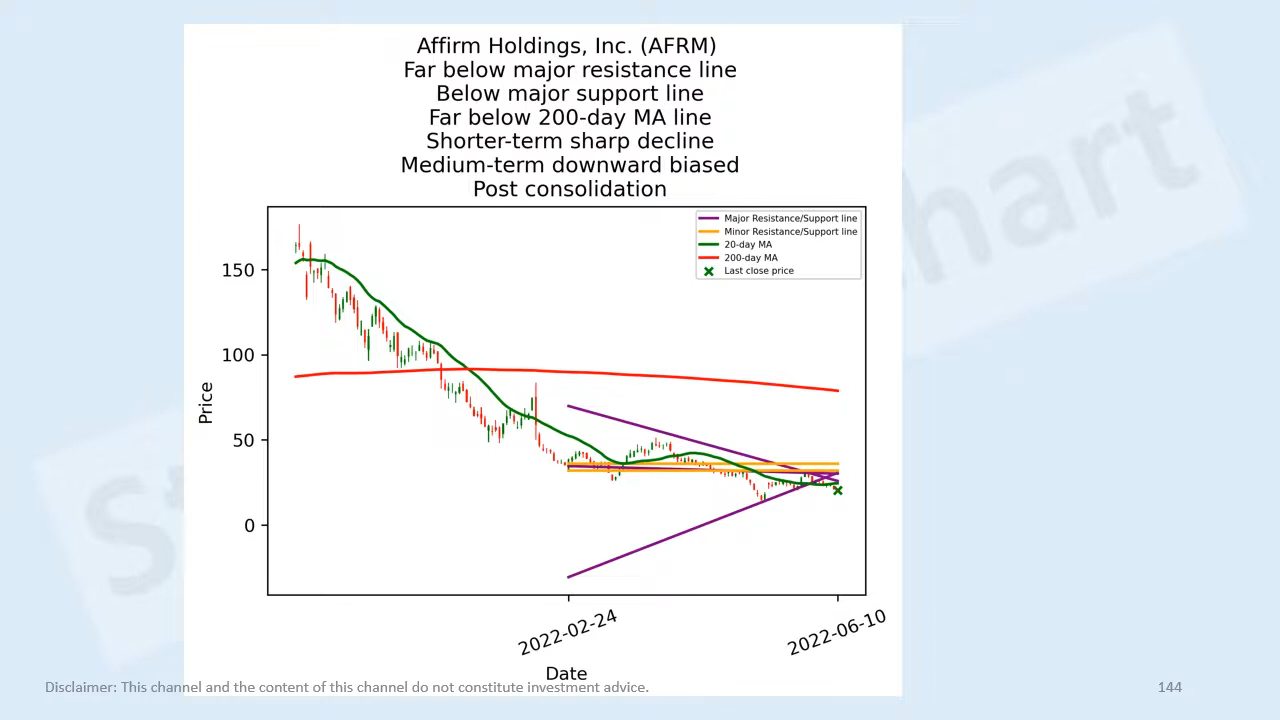 Affirm Holdings, Inc. (AFRM)
Far below major resistance line
Below major support line
Far below 200-day MA line
Shorter-term sharp decline
Medium-term downward biased
Post consolidation
Major Resistance/Support line
Minor Resistance/Support line
20-day MA
200-day MA
Last close price
150
100
50
0
Price
2022-02-24
2022-06-10
Date
Disclaimer: This channel and the content of this channel do not constitute investment advice.
144
hart
St